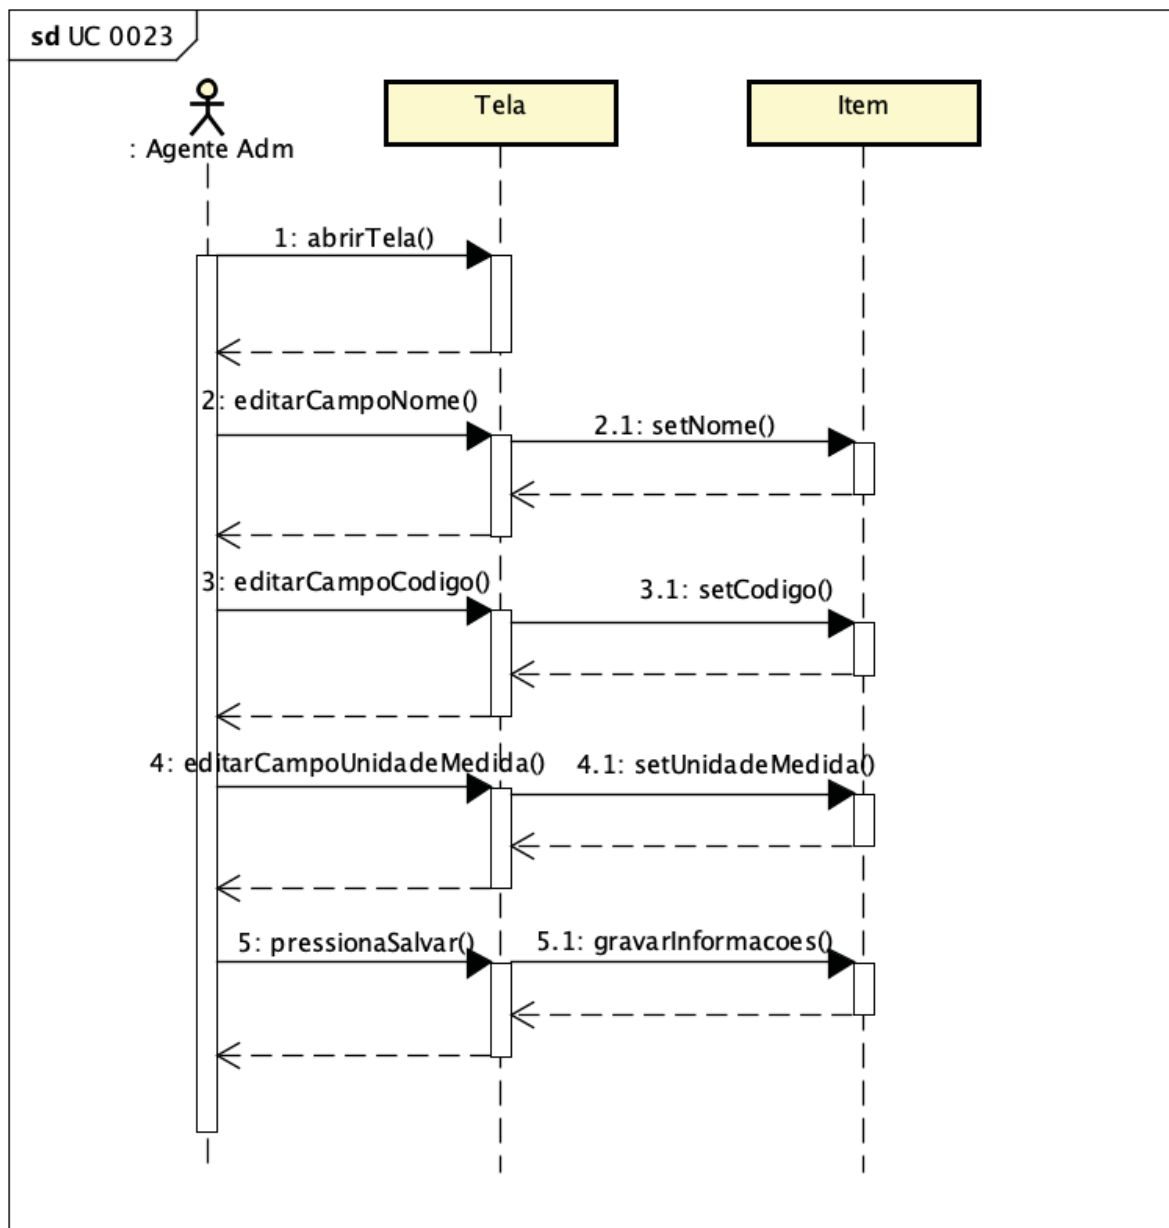 sd UC 0023
Tela
Item
: Agente Adm
1: abrirTela()
2: editarCampoNome()
2.1: setNome()
3: editarCampoCodigo()
3.1: setCodigo()
4: editarCampoUnidadeMedida()
4.1: setUnidadeMedida()
5: pressionaSalvar()
5.1: gravarInformacoes()